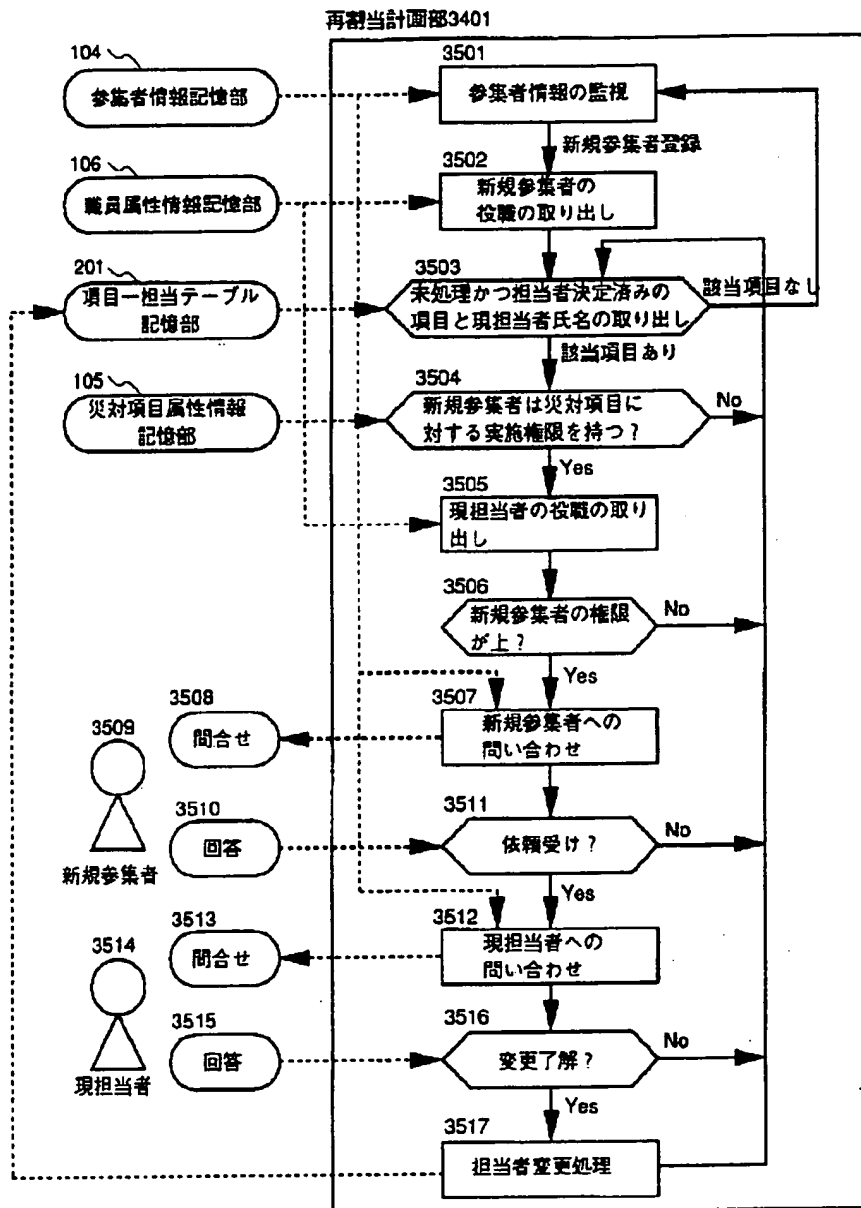 再割当計画部3401
104
参集者情報記憶部
3501
参集者情報の監視
新規参集者登録
106
職員属性情報記憶部
3502
新規参集者の
役職の取り出し
201
項目ー担当テーブル
記憶部
3503
未処理かつ担当者決定済みの
項目と現担当者氏名の取り出し
該当項目なし
該当項目あり
105
災対項目属性情報
記憶部
3504
新規参集者は災対項目に
対する実施権限を持つ？
No
Yes
3505
現担当者の役職の取り
出し
3506
新規参集者の権限
が上？
No
Yes
3507
新規参集者への
問い合わせ
3508
問合せ
3509
新規参集者
3510
回答
3511
依頼受け？
No
Yes
3512
現担当者への
問い合わせ
3513
問合せ
3514
現担当者
3515
回答
3516
変更了解？
No
Yes
3517
担当者変更処理